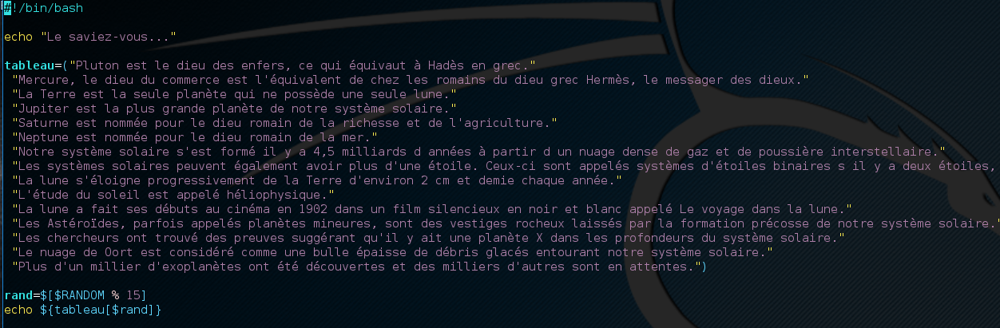 #!/bin/bash
echo "Le saviez-vous..."
tableau=("Pluton est le dieu des enfers, ce qui équivaut à Hadès en grec."
"Mercure, le dieu du commerce est l'équivalent de chez les romains du dieu grec Hermès, le messager des dieux."
"La Terre est la seule planète qui ne possède une seule lune."
"Jupiter est la plus grande planète de notre système solaire."
"Saturne est nommée pour le dieu romain de la richesse et de l'agriculture."
"Neptune est nommée pour le dieu romain de la mer."
"Notre système solaire s'est formé il y a 4,5 milliards d années à partir d un nuage dense de gaz et de poussière interstellaire."
"Les systèmes solaires peuvent également avoir plus d'une étoile. Ceux-ci sont appelés systèmes d'étoiles binaires s il y a deux étoiles,
"La lune s'éloigne progressivement de la Terre d'environ 2 cm et demie chaque année."
"L'étude du soleil est appelé héliophysique."
"La lune a fait ses débuts au cinéma en 1902 dans un film silencieux en noir et blanc appelé Le voyage dans la lune."
"Les Astéroïdes, parfois appelés planètes mineures, sont des vestiges rocheux laissés par la formation précosse de notre système solaire."
"Les chercheurs ont trouvé des preuves suggérant qu'il y ait une planète X dans les profondeurs du système solaire."
"Le nuage de Oort est considéré comme une bulle épaisse de débris glacés entourant notre système solaire."
"Plus d'un millier d'exoplanètes ont été découvertes et des milliers d'autres sont en attentes.")
rand=$[$RANDOM % 15]
echo ${tableau[$rand]}